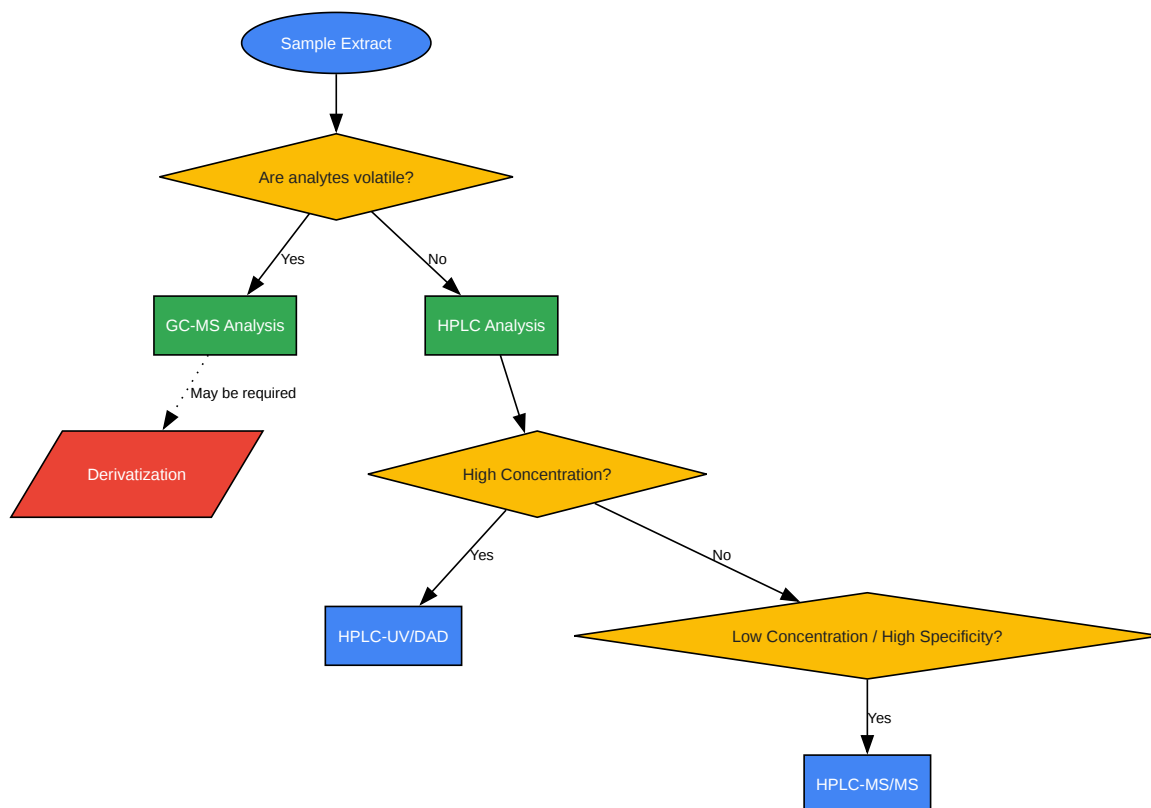 Sample Extract
Are analytes volatile?
Yes
No
GC-MS Analysis
HPLC Analysis
May be required
Derivatization
High Concentration?
Yes
No
HPLC-UV/DAD
Low Concentration / High Specificity?
Yes
HPLC-MS/MS